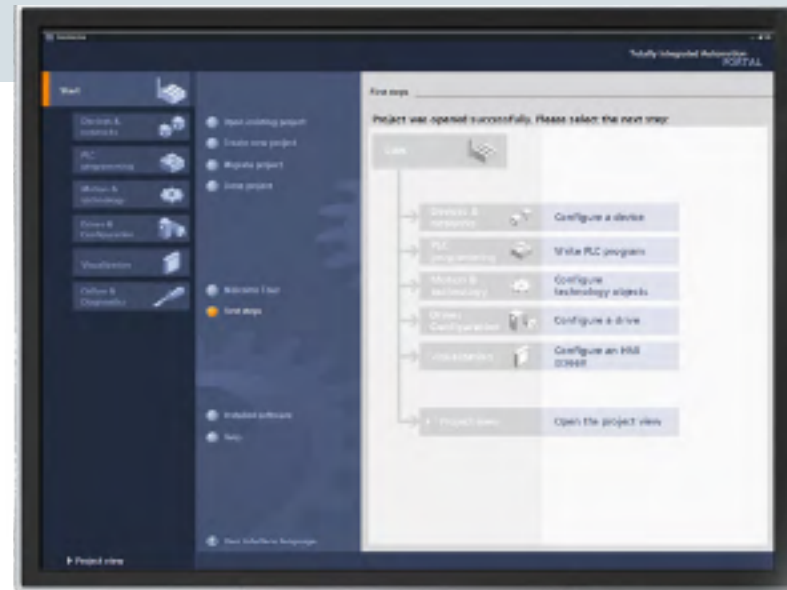 Totally Integrated Automation
PORTAL
Start
Devices &
networks
PLC
programming
Motion &
technology
Drives &
Configuration
Visualization
Online &
Diagnostics
Open existing project
Create new project
Migrate project
Close project
Welcome Tour
First steps
Installed software
Help
User interface language
First steps
Project was opened successfully. Please select the next step:
Start
Devices &
networks
Configure a device
PLC
programming
Write PLC program
Motion &
technology
Configure
technology objects
Drives
Configuration
Configure a drive
Visualization
Configure an HMI
screen
Project view
Open the project view
Project view